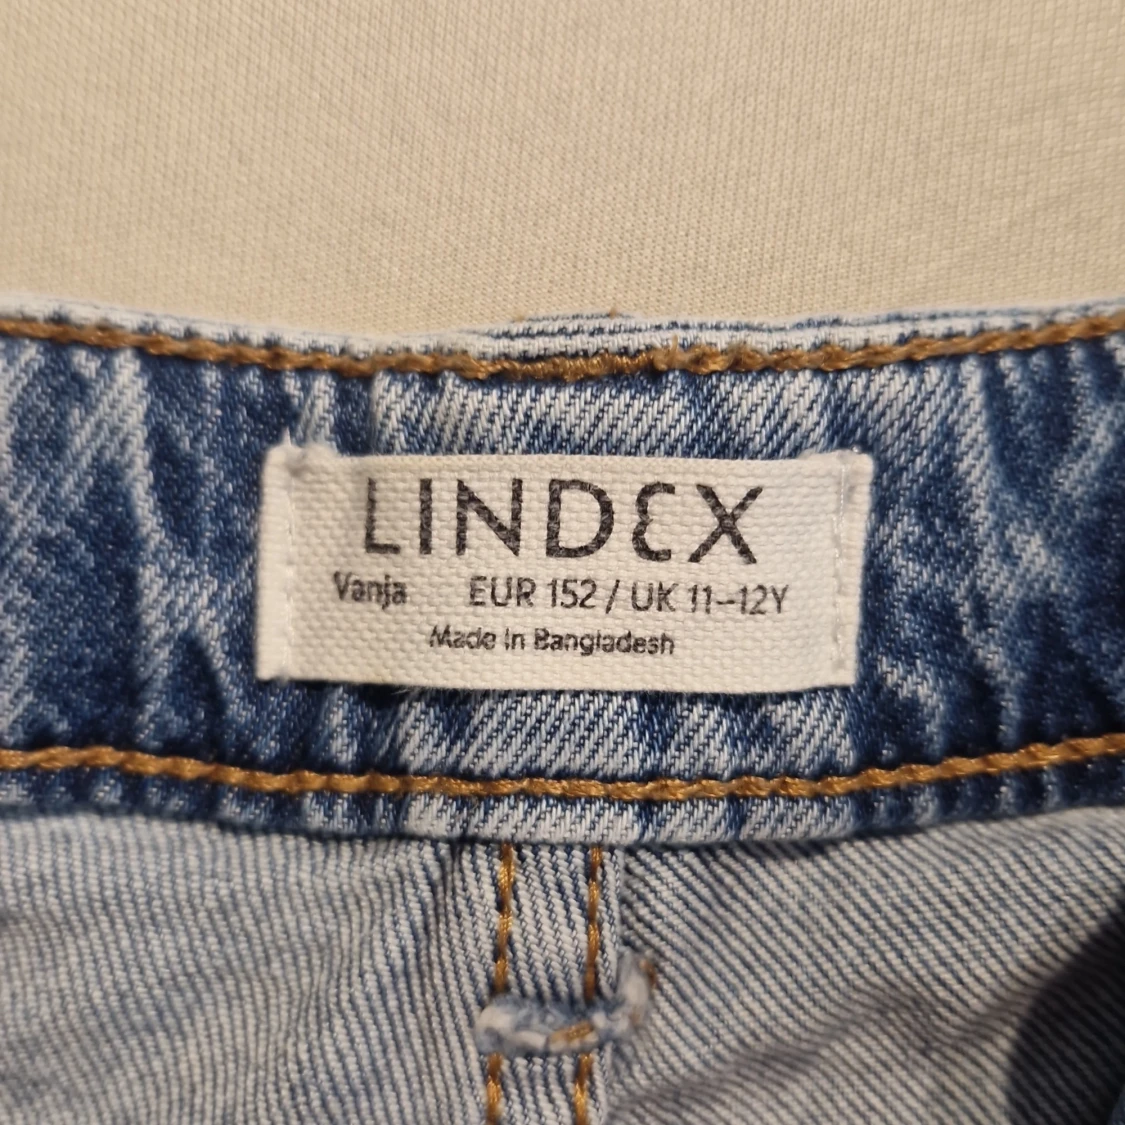 LINDEX
Vanja EUR 152 / UK 11–12Y
Made in Bangladesh